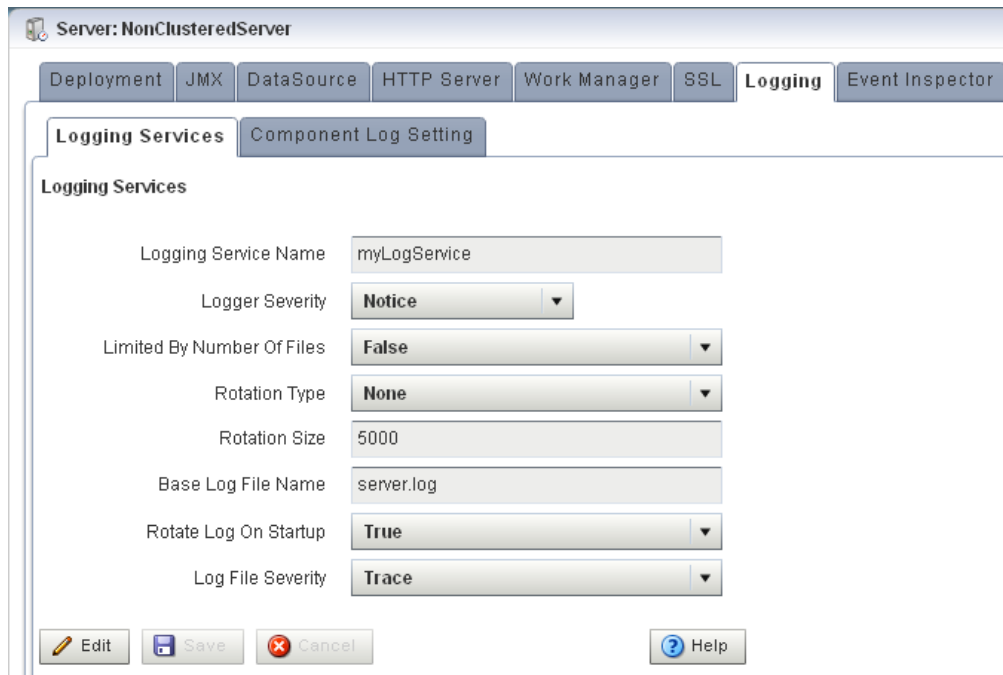 Server: NonClusteredServer
Deployment JMX DataSource HTTP Server Work Manager SSL Logging Event Inspector
Logging Services Component Log Setting
Logging Services
Logging Service Name myLogService
Logger Severity Notice
Limited By Number Of Files False
Rotation Type None
Rotation Size 5000
Base Log File Name server.log
Rotate Log On Startup True
Log File Severity Trace
Edit Save Cancel Help